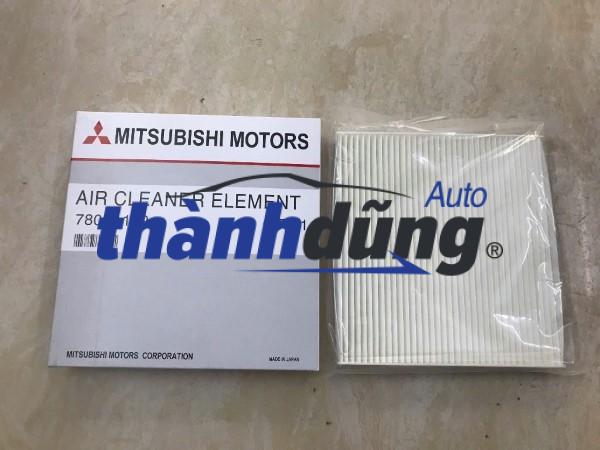 MITSUBISHI MOTORS
AIR CLEANER ELEMENT
Auto
thànhdũng®
MITSUBISHI MOTORS CORPORATION
MADE IN JAPAN